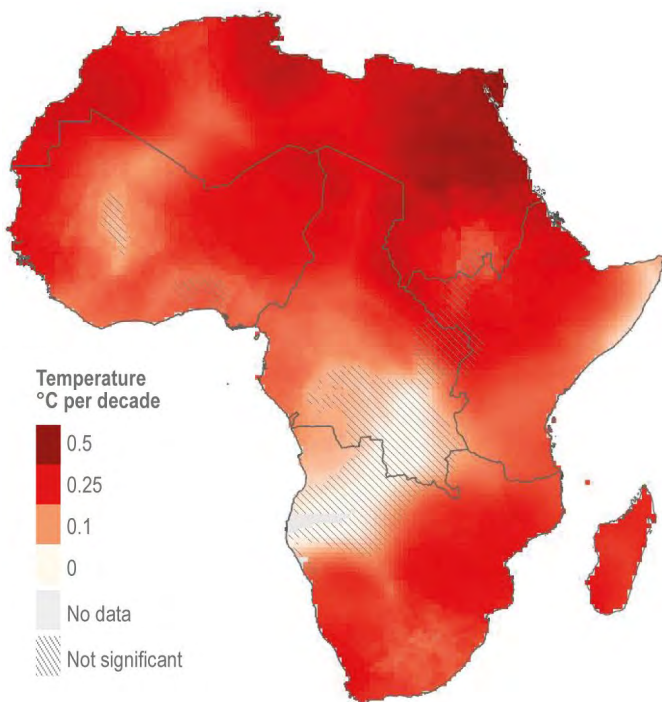 Temperature
°C per decade
0.5
0.25
0.1
0
No data
Not significant